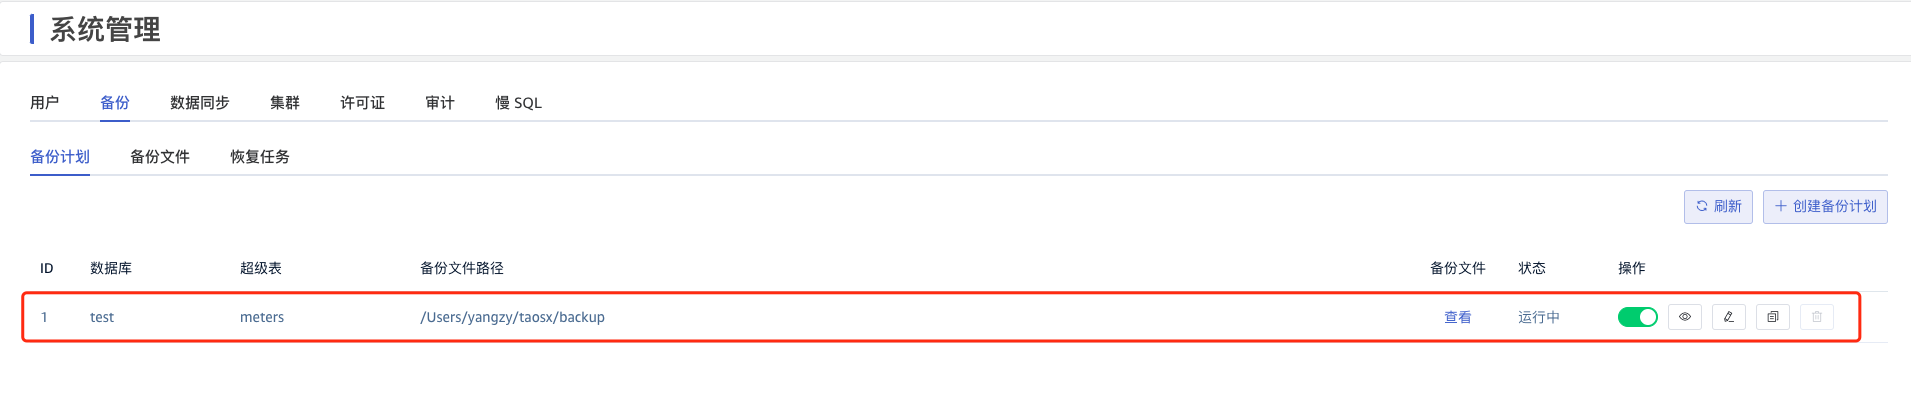 系统管理
用户 备份 数据同步 集群 许可证 审计 慢 SQL
备份计划 备份文件 恢复任务
刷新 创建备份计划
ID 数据库 超级表 备份文件路径 备份文件 状态 操作
1 test meters /Users/yangzy/taosx/backup 查看 运行中